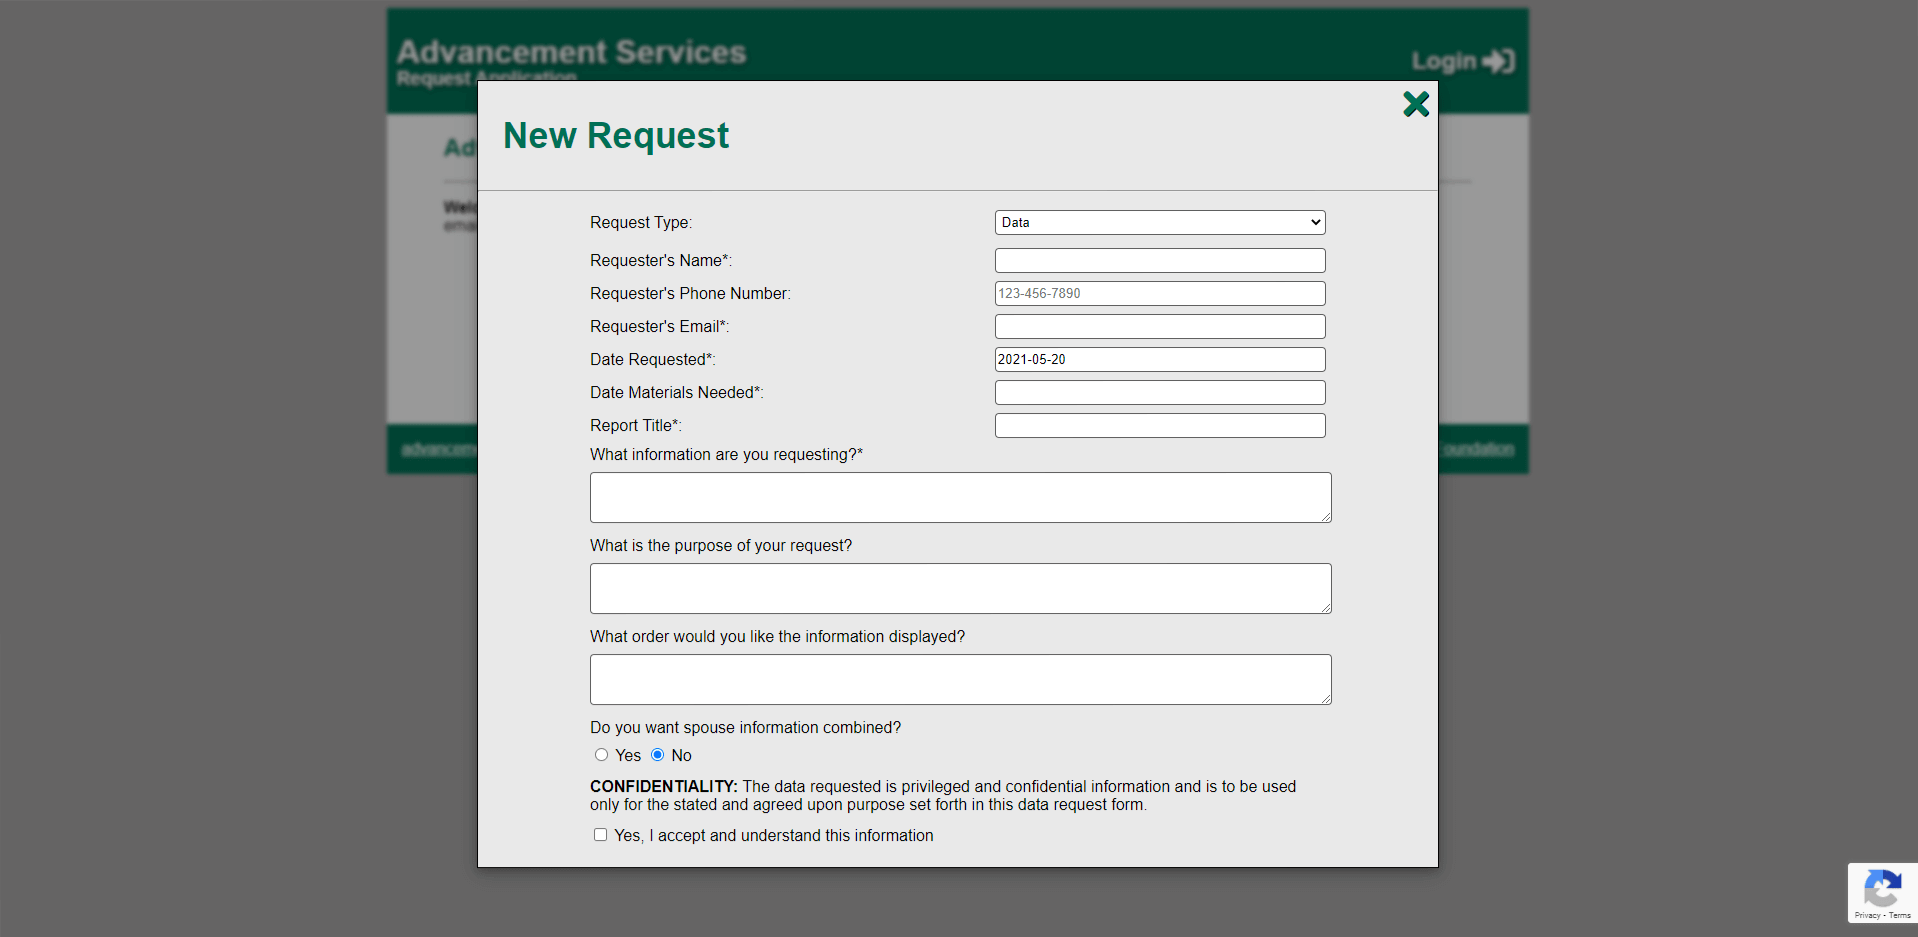 Advancement Services
Request Application
Login
Ad
Welc
emai
New Request
Request Type:
Data
Requester's Name*:
Requester's Phone Number:
123-456-7890
Requester's Email*:
Date Requested*:
2021-05-20
Date Materials Needed*:
Report Title*:
What information are you requesting?*
What is the purpose of your request?
What order would you like the information displayed?
Do you want spouse information combined?
Yes No
CONFIDENTIALITY: The data requested is privileged and confidential information and is to be used
only for the stated and agreed upon purpose set forth in this data request form.
Yes, I accept and understand this information
advancem
Foundation
Privacy - Terms